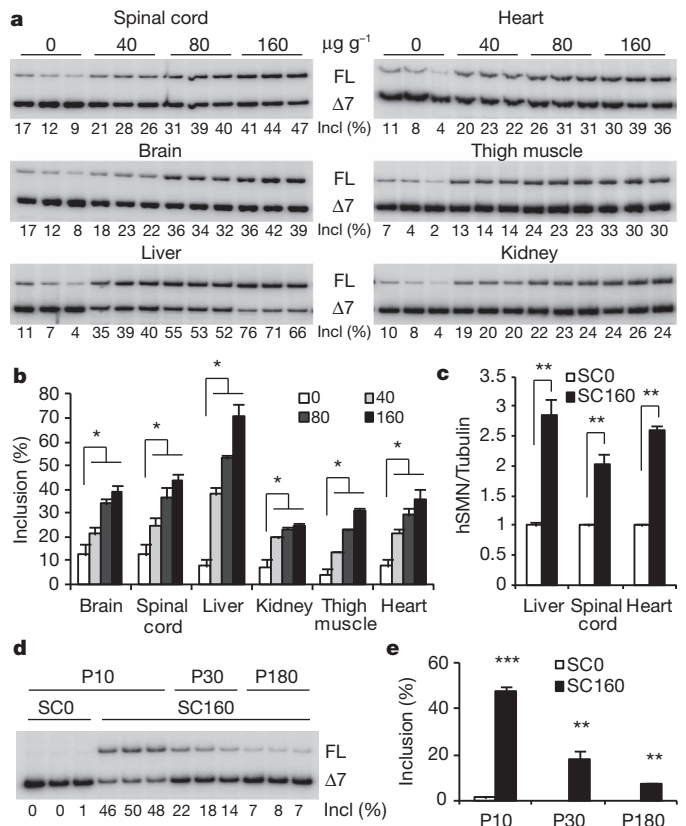 a
Spinal cord
Heart
0 40 80 160 μg g–1 0 40 80 160
FL
Δ7
17 12 9 21 28 26 31 39 40 41 44 47 Incl (%) 11 8 4 20 23 22 26 31 31 30 39 36
Brain
Thigh muscle
FL
Δ7
17 12 8 18 23 22 36 34 32 36 42 39 Incl (%) 7 4 2 13 14 14 24 23 23 33 30 30
Liver
Kidney
FL
Δ7
11 7 4 35 39 40 55 53 52 76 71 66 Incl (%) 10 8 4 19 20 20 22 23 24 24 26 24
b
Inclusion (%)
80
70
60
50
40
30
20
10
0
* * * * * *
0 40
80 160
Brain Spinal cord Liver Kidney Thigh muscle Heart
c
hSMN/Tubulin
3.5
3
2.5
2
1.5
1
0.5
0
SC0
SC160
** ** **
Liver Spinal cord Heart
d
P10 P30 P180
SC0 SC160
FL
Δ7
0 0 1 46 50 48 22 18 14 7 8 7 Incl (%)
e
Inclusion (%)
60
40
20
0
*** ** **
SC0
SC160
P10 P30 P180